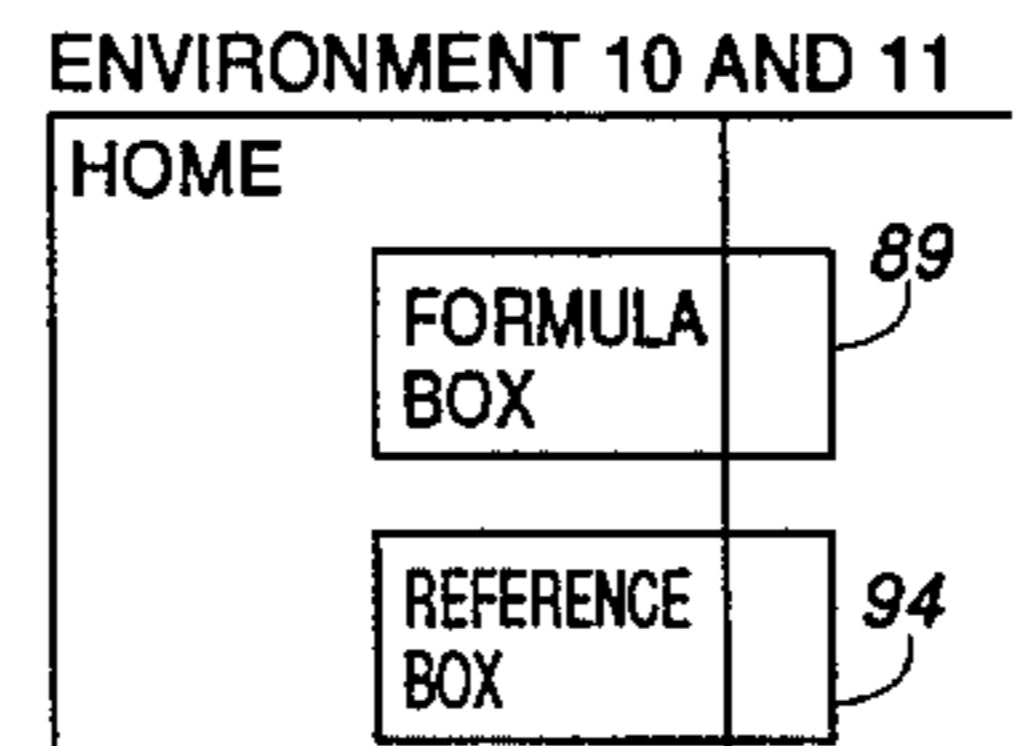 ENVIRONMENT 10 AND 11
HOME
89
FORMULA
BOX
94
REFERENCE
BOX